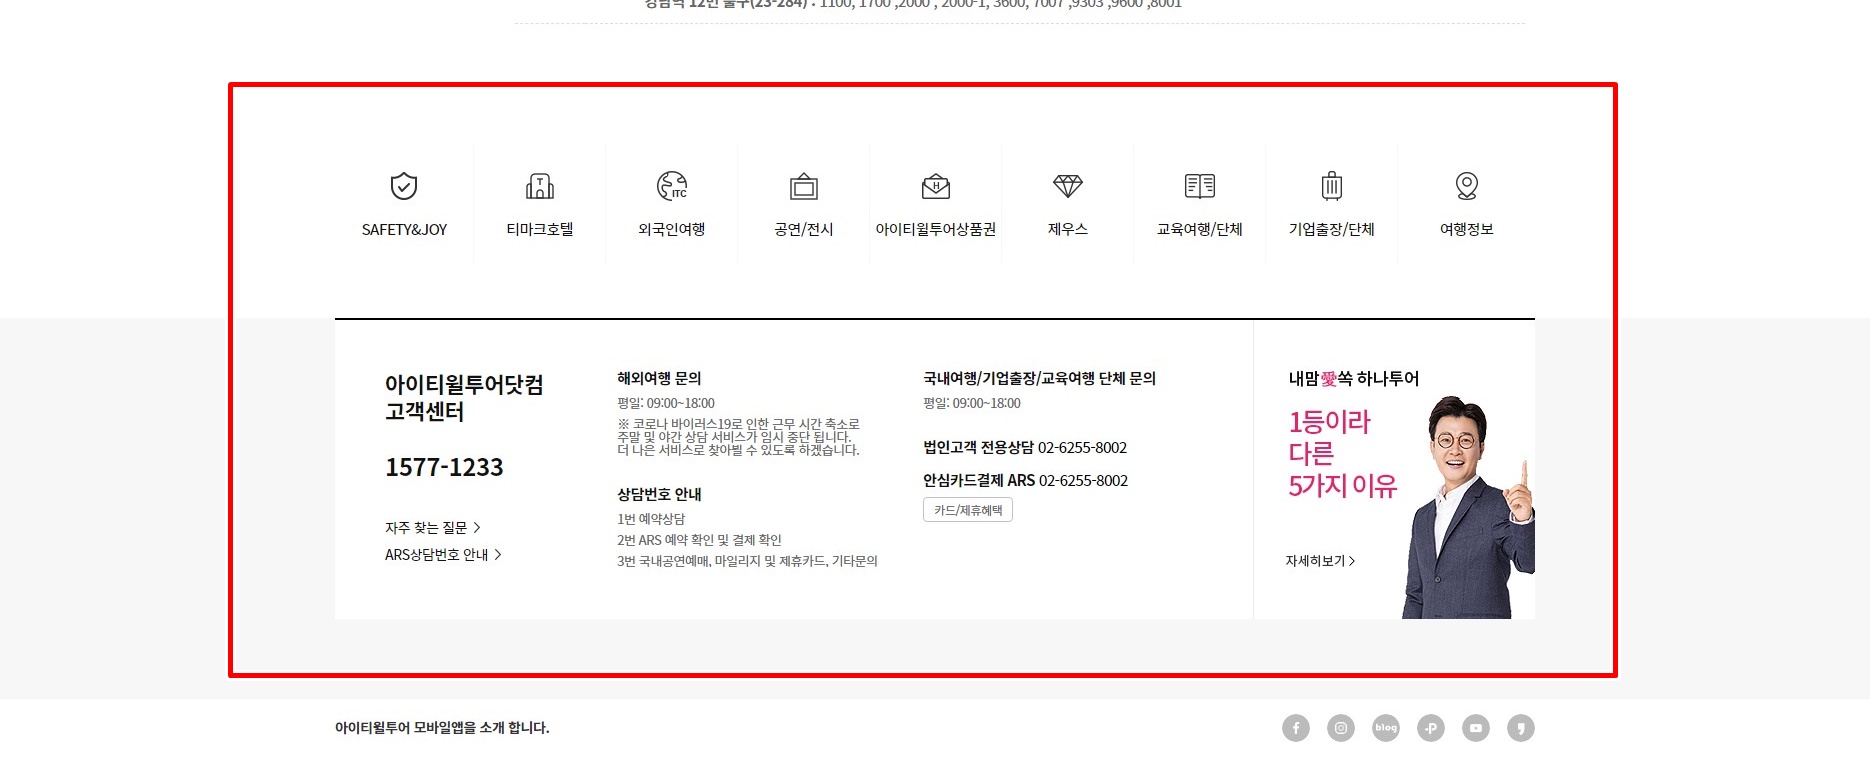 강남역 12번 출구(23-284) : 1100, 1700 ,2000 , 2000-1, 3600, 7007 ,9303 ,9600 ,8001
T
ITC
H
SAFETY&JOY
티마크호텔
외국인여행
공연/전시
아이티윌투어상품권
제우스
교육여행/단체
기업출장/단체
여행정보
아이티윌투어닷컴
고객센터
1577-1233
자주 찾는 질문 >
ARS상담번호 안내 >
해외여행 문의
평일: 09:00~18:00
※ 코로나 바이러스19로 인한 근무 시간 축소로
주말 및 야간 상담 서비스가 임시 중단 됩니다.
더 나은 서비스로 찾아뵐 수 있도록 하겠습니다.
상담번호 안내
1번 예약상담
2번 ARS 예약 확인 및 결제 확인
3번 국내공연예매, 마일리지 및 제휴카드, 기타문의
국내여행/기업출장/교육여행 단체 문의
평일: 09:00~18:00
법인고객 전용상담 02-6255-8002
안심카드결제 ARS 02-6255-8002
카드/제휴혜택
내맘愛쏙 하나투어
1등이라
다른
5가지 이유
자세히보기 >
아이티윌투어 모바일앱을 소개 합니다.
f
blog
P